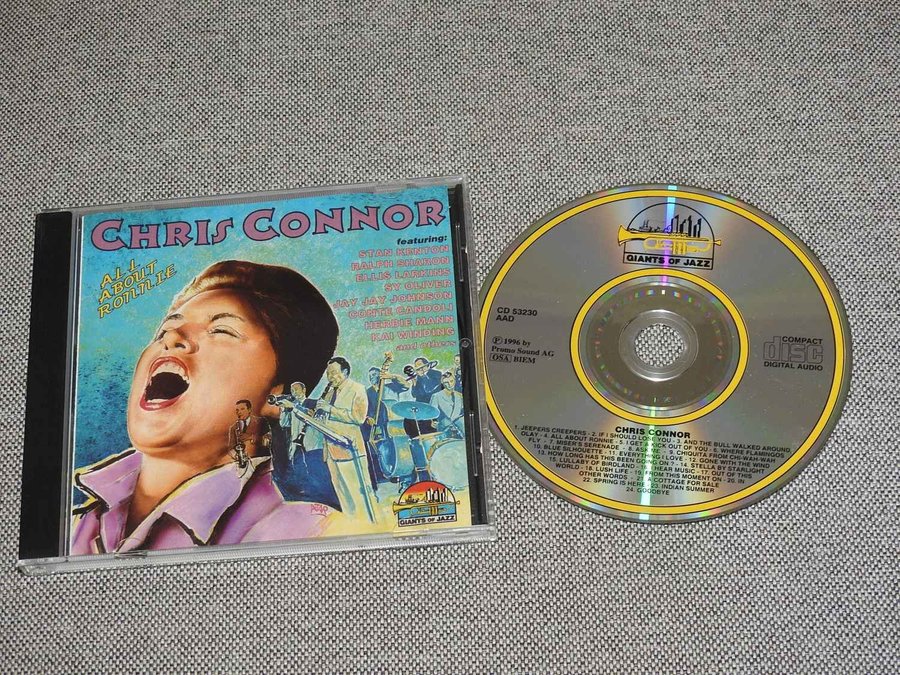 CHRIS CONNOR
ALL
ABOUT
RONNIE
featuring:
STAN KENTON
RALPH SHARON
ELLIS LARKINS
SY OLIVER
JAY JAY JOHNSON
CONTE CANDOLI
HERBIE MANN
KAI WINDING
and others
GIANTS OF JAZZ
GIANTS OF JAZZ
CD 53230
AAD
℗ 1996 by
Promo Sound AG
OSA BIEM
COMPACT
disc
DIGITAL AUDIO
CHRIS CONNOR
1. JEEPERS CREEPERS - 2. IF I SHOULD LOSE YOU - 3. AND THE BULL WALKED AROUND
OLAY - 4. ALL ABOUT RONNIE - 5. I GET A KICK OUT OF YOU - 6. WHERE FLAMINGOS
FLY - 7. MISER'S SERENADE - 8. ASK ME - 9. CHIQUITA FROM CHI-WAH-WAH
10. BLUE SILHOUETTE - 11. EVERYTHING I LOVE - 12. GONE WITH THE WIND
13. HOW LONG HAS THIS BEEN GOING ON ? - 14. STELLA BY STARLIGHT
15. LULLABY OF BIRDLAND - 16. I HEAR MUSIC - 17. OUT OF THIS
WORLD - 18. LUSH LIFE - 19. FROM THIS MOMENT ON - 20. IN
OTHER WORDS - 21. A COTTAGE FOR SALE
22. SPRING IS HERE - 23. INDIAN SUMMER
24. GOODBYE